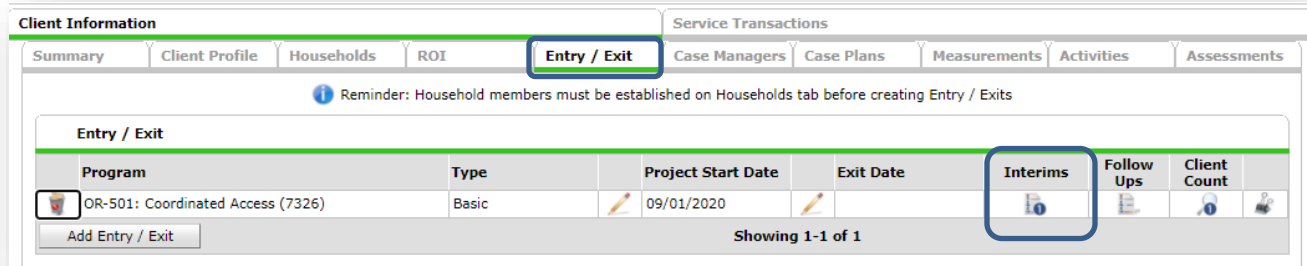 Client Information Service Transactions
Summary Client Profile Households ROI Entry / Exit Case Managers Case Plans Measurements Activities Assessments
Reminder: Household members must be established on Households tab before creating Entry / Exits
Entry / Exit
Program Type Project Start Date Exit Date Interims Follow Ups Client Count
OR-501: Coordinated Access (7326) Basic 09/01/2020
Add Entry / Exit Showing 1-1 of 1